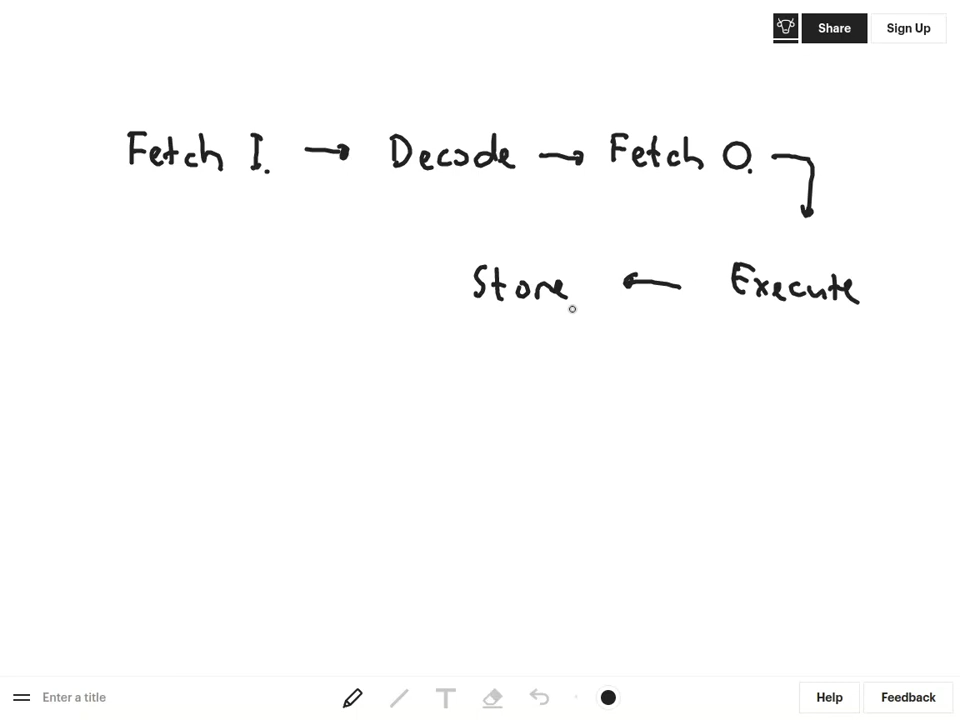 Share Sign Up
Fetch I. → Decode → Fetch O.
Store ← Execute
Enter a title
Help Feedback